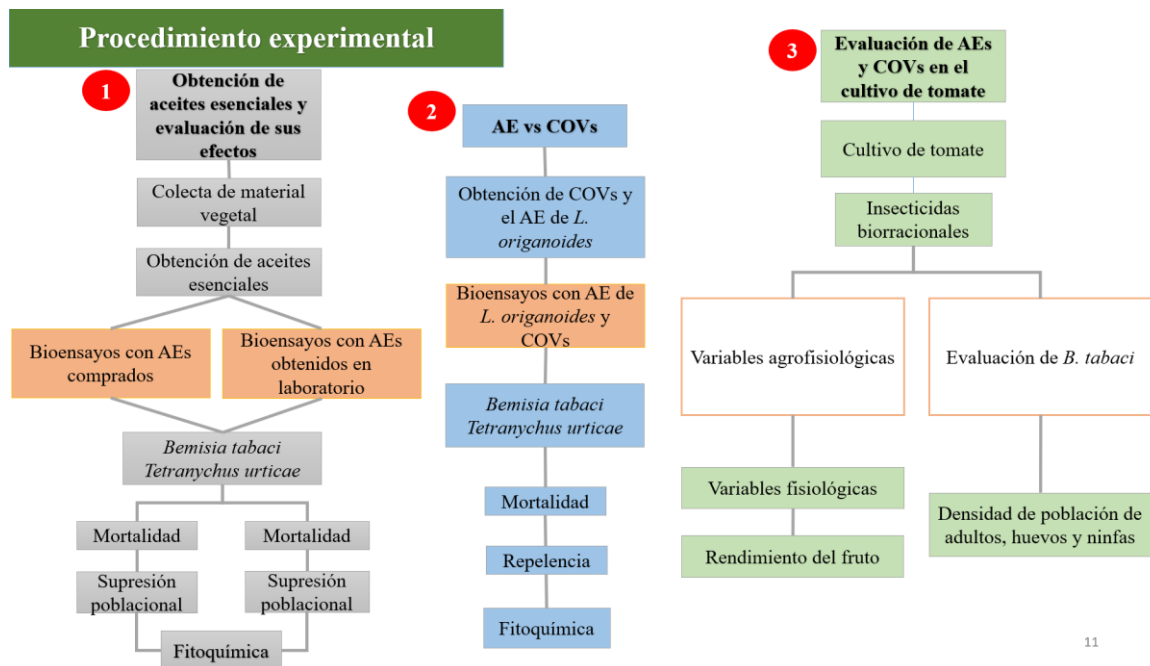 Procedimiento experimental
1
Obtención de
aceites esenciales y
evaluación de sus
efectos
Colecta de material
vegetal
Obtención de aceites
esenciales
Bioensayos con AEs
comprados
Bioensayos con AEs
obtenidos en
laboratorio
Bemisia tabaci
Tetranychus urticae
Mortalidad
Mortalidad
Supresión
poblacional
Supresión
poblacional
Fitoquímica
2
AE vs COVs
Obtención de COVs y
el AE de L.
origanoides
Bioensayos con AE de
L. origanoides y
COVs
Bemisia tabaci
Tetranychus urticae
Mortalidad
Repelencia
Fitoquímica
3
Evaluación de AEs
y COVs en el
cultivo de tomate
Cultivo de tomate
Insecticidas
biorracionales
Variables agrofisiológicas
Evaluación de B. tabaci
Variables fisiológicas
Rendimiento del fruto
Densidad de población de
adultos, huevos y ninfas
11